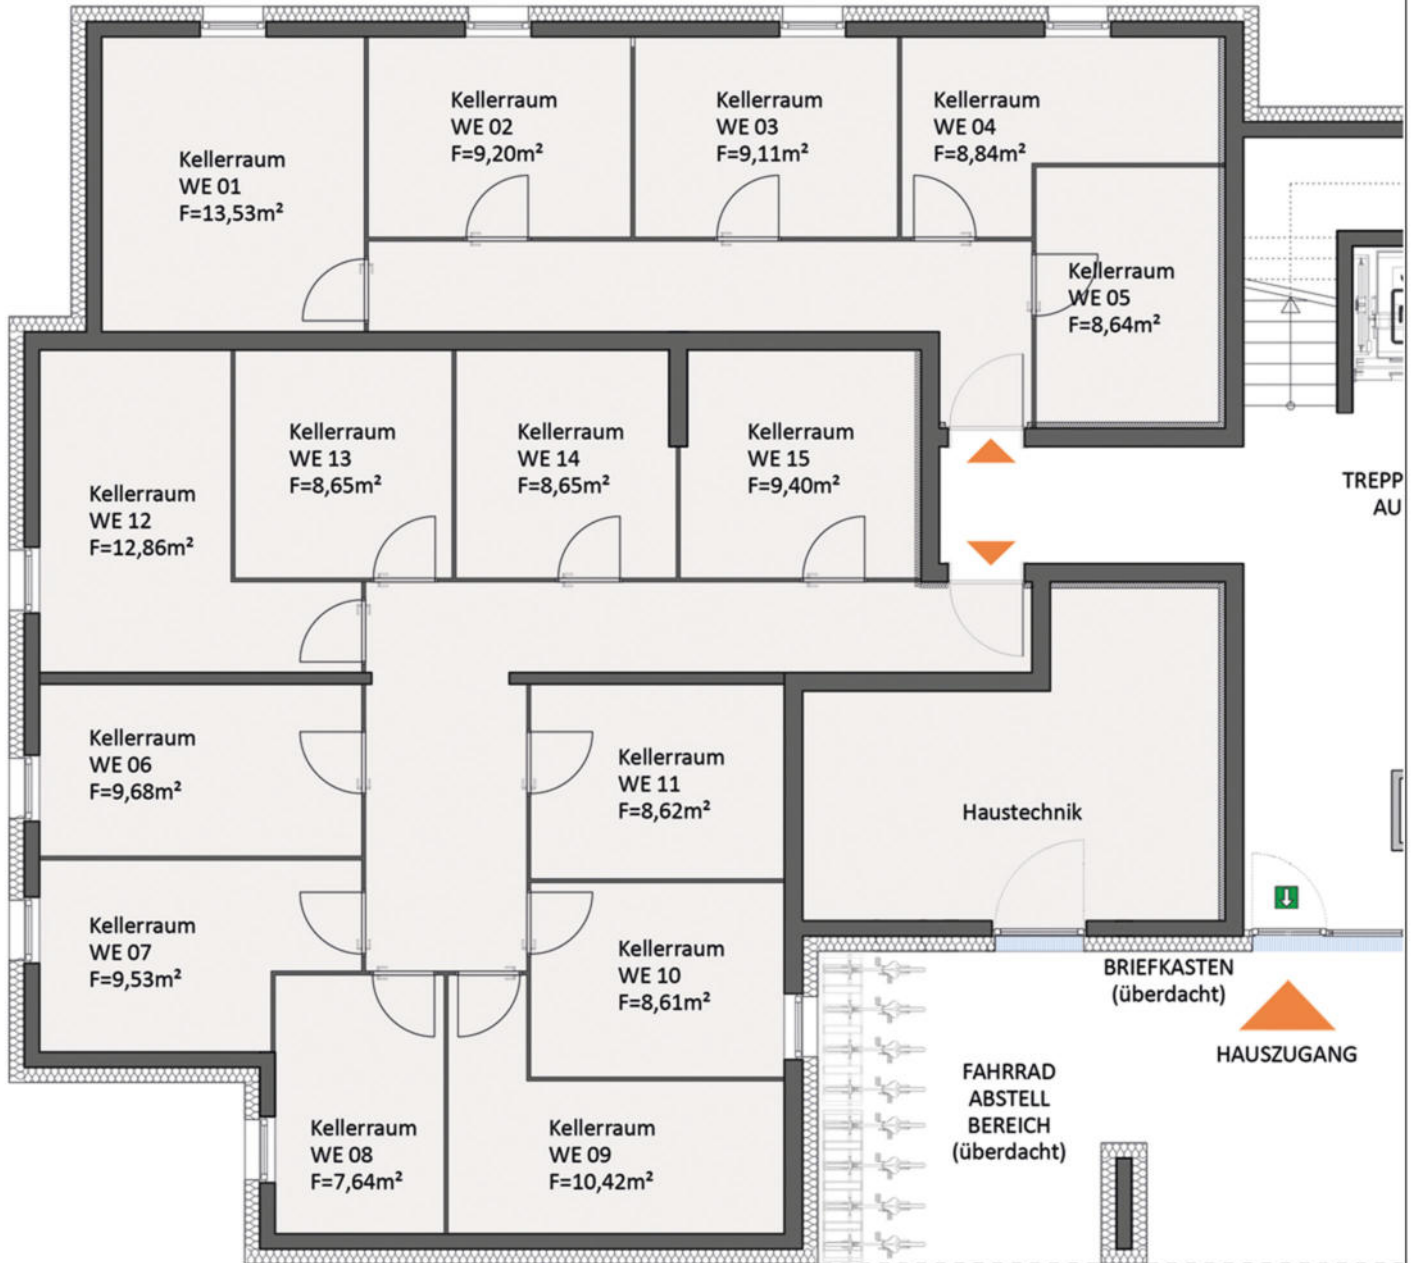 Kellerraum
WE 01
F=13,53m²
Kellerraum
WE 02
F=9,20m²
Kellerraum
WE 03
F=9,11m²
Kellerraum
WE 04
F=8,84m²
Kellerraum
WE 05
F=8,64m²
Kellerraum
WE 12
F=12,86m²
Kellerraum
WE 13
F=8,65m²
Kellerraum
WE 14
F=8,65m²
Kellerraum
WE 15
F=9,40m²
TREPP
AU
Kellerraum
WE 06
F=9,68m²
Kellerraum
WE 11
F=8,62m²
Haustechnik
Kellerraum
WE 07
F=9,53m²
Kellerraum
WE 10
F=8,61m²
BRIEFKASTEN
(überdacht)
HAUSZUGANG
FAHRRAD
ABSTELL
BEREICH
(überdacht)
Kellerraum
WE 08
F=7,64m²
Kellerraum
WE 09
F=10,42m²